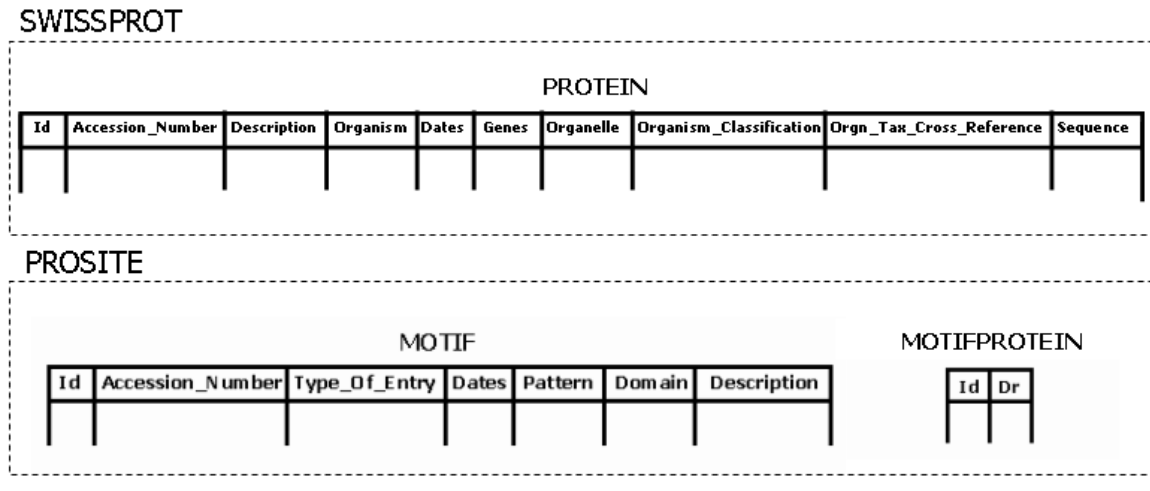 SWISSPROT
PROTEIN
Id Accession_Number Description Organism Dates Genes Organelle Organism_Classification Orgn_Tax_Cross_Reference Sequence
PROSITE
MOTIF
MOTIFPROTEIN
Id Accession_Number Type_Of_Entry Dates Pattern Domain Description
Id Dr